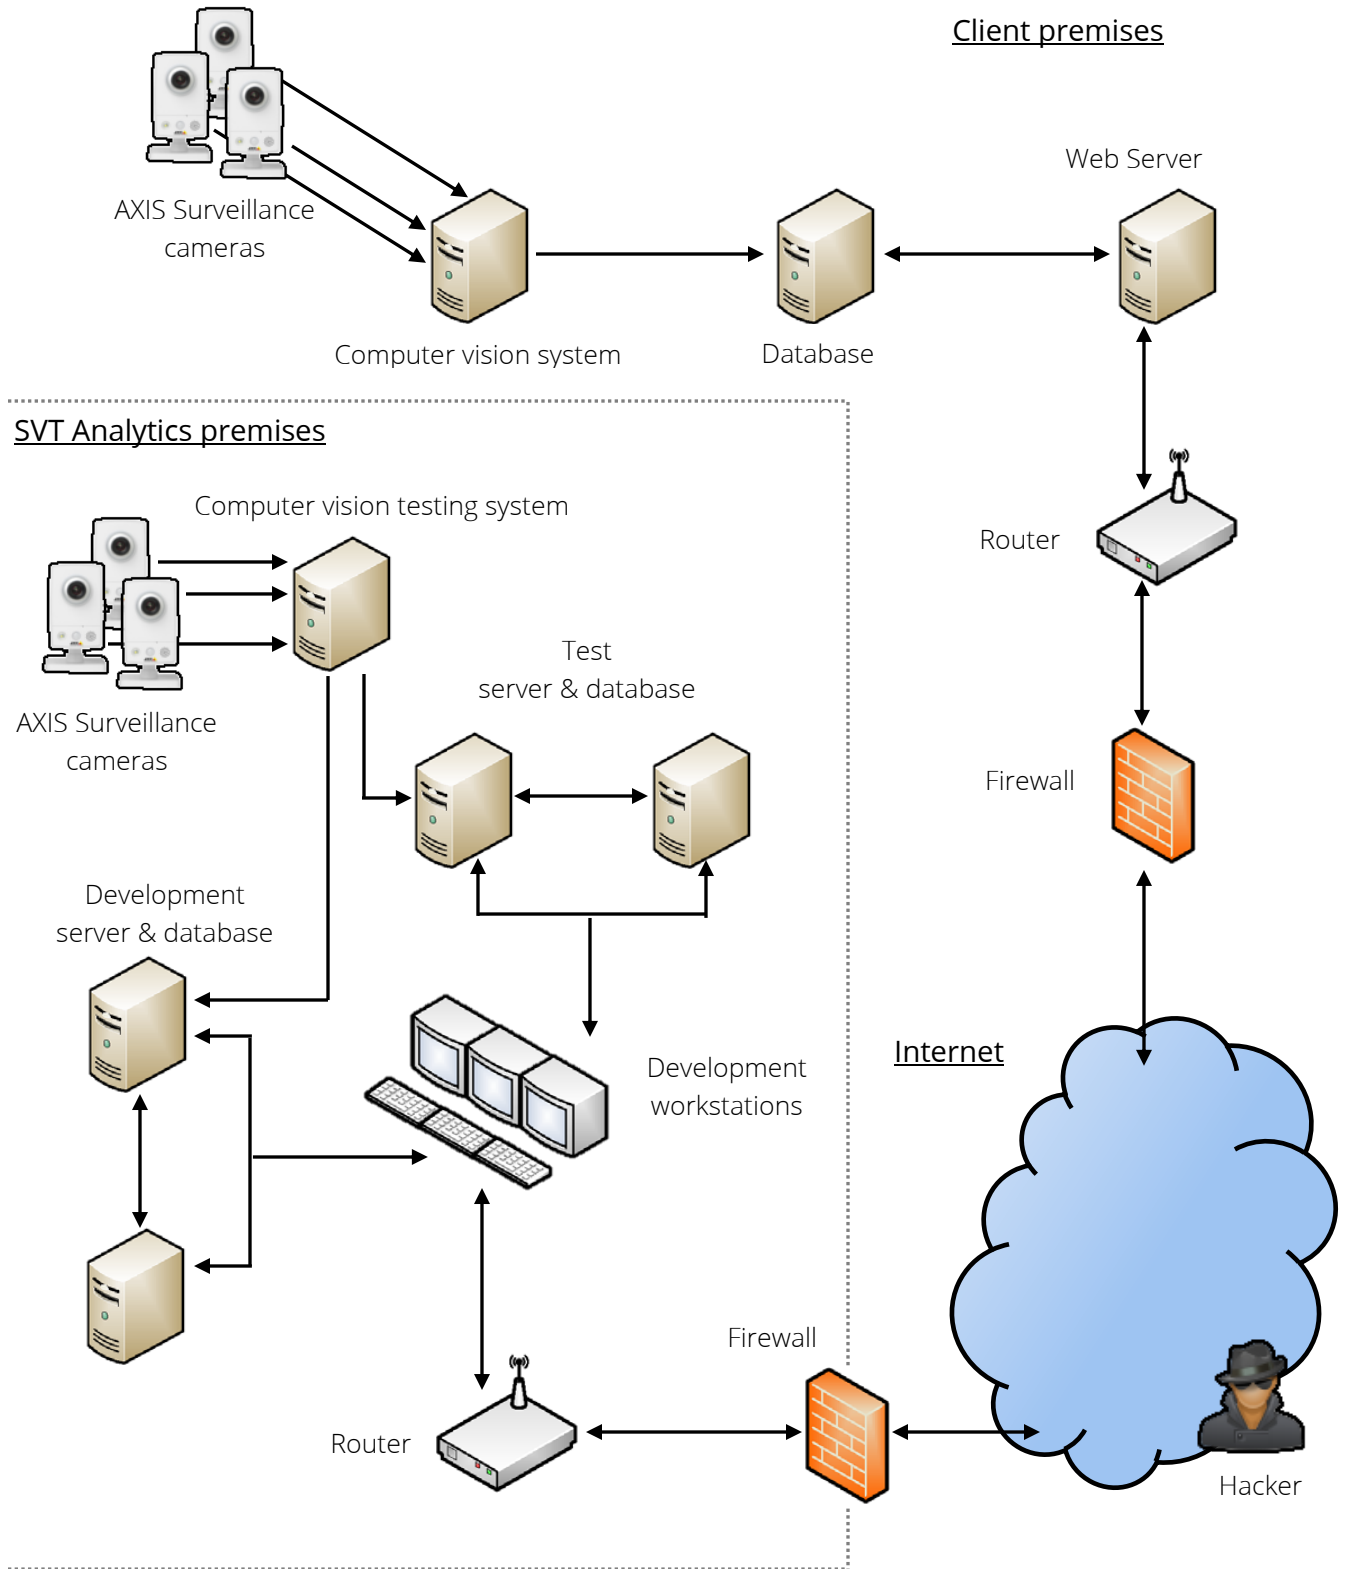 Client premises
Web Server
AXIS Surveillance
cameras
Computer vision system
Database
SVT Analytics premises
Computer vision testing system
Router
Test
server & database
AXIS Surveillance
cameras
Firewall
Development
server & database
Internet
Development
workstations
Firewall
Router
Hacker